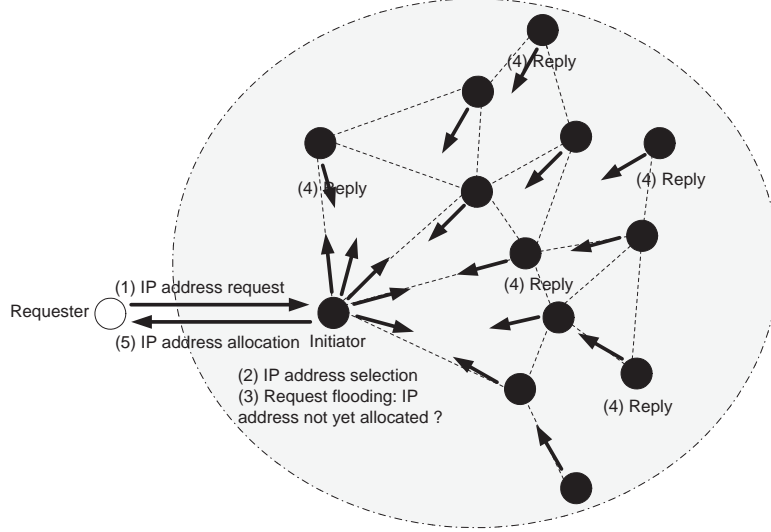 (4) Reply
(4) Reply
(4) Reply
(1) IP address request
(4) Reply
Requester
(5) IP address allocation
Initiator
(2) IP address selection
(3) Request flooding: IP
address not yet allocated ?
(4) Reply